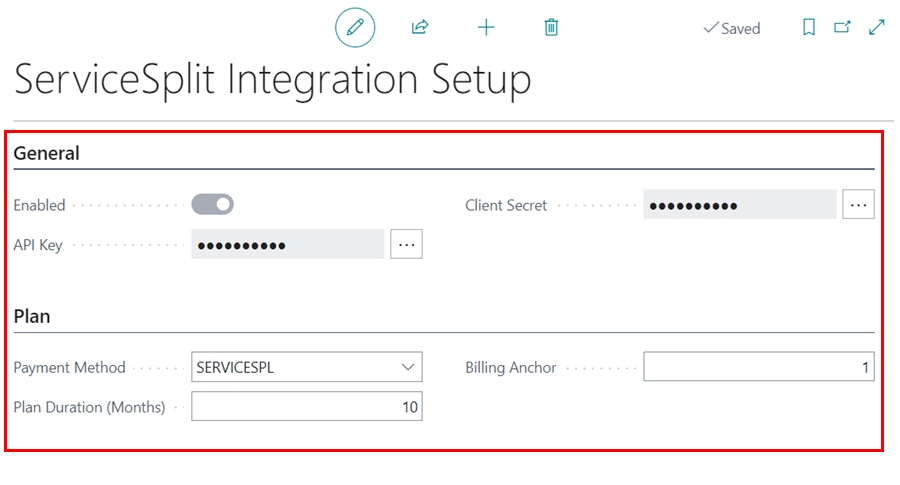 Saved
ServiceSplit Integration Setup
General
Enabled
Client Secret ●●●●●●●●●● ...
API Key ●●●●●●●●●● ...
Plan
Payment Method SERVICESPL
Billing Anchor 1
Plan Duration (Months) 10